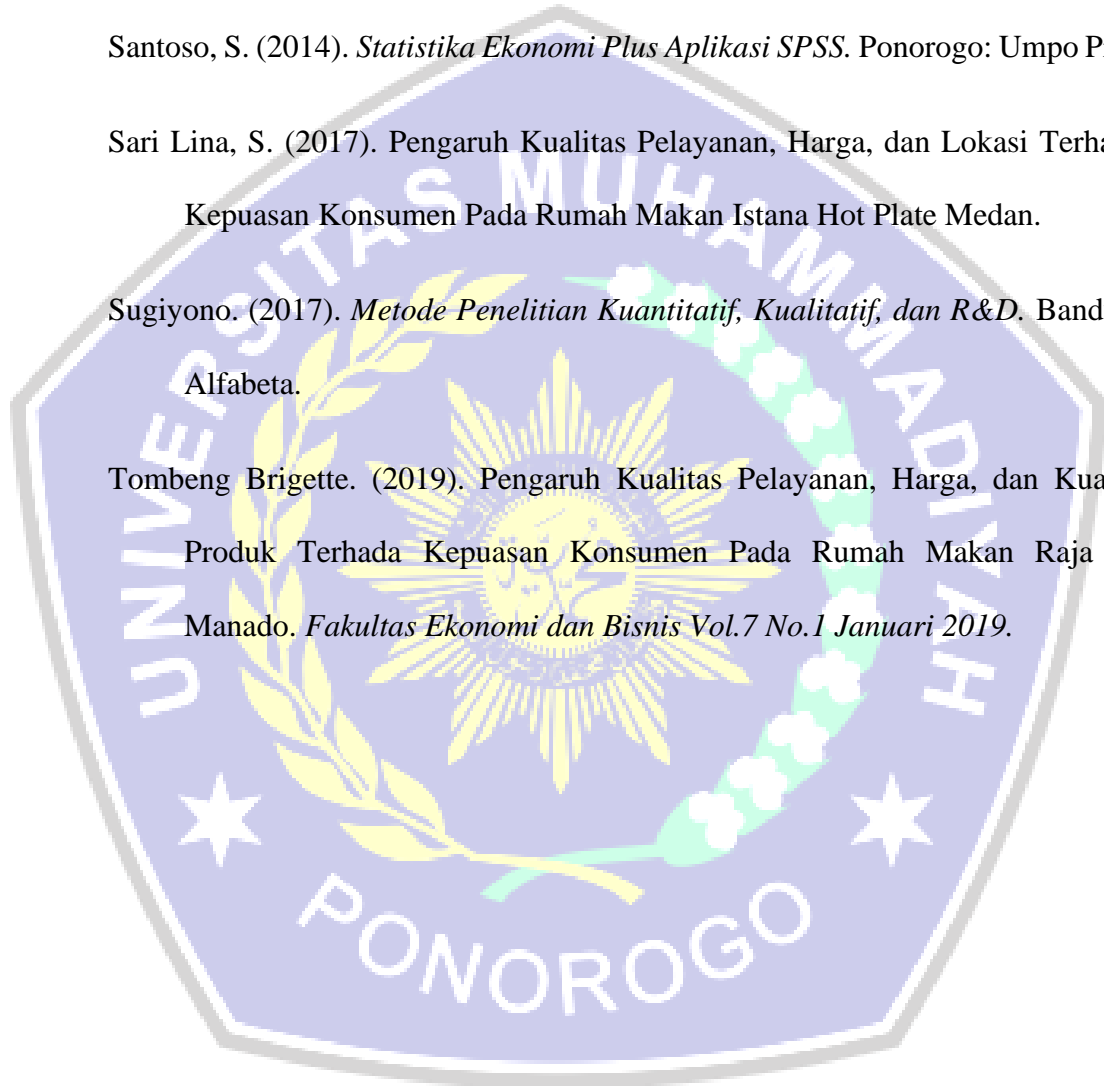 Santoso, S. (2014). Statistika Ekonomi Plus Aplikasi SPSS. Ponorogo: Umpo P
Sari Lina, S. (2017). Pengaruh Kualitas Pelayanan, Harga, dan Lokasi Terha
Kepuasan Konsumen Pada Rumah Makan Istana Hot Plate Medan.
Sugiyono. (2017). Metode Penelitian Kuantitatif, Kualitatif, dan R&D. Band
Alfabeta.
Tombeng Brigette. (2019). Pengaruh Kualitas Pelayanan, Harga, dan Kua
Produk Terhada Kepuasan Konsumen Pada Rumah Makan Raja
Manado. Fakultas Ekonomi dan Bisnis Vol.7 No.1 Januari 2019.
UNIVERSITAS MUHAMMADIYAH
PONOROGO